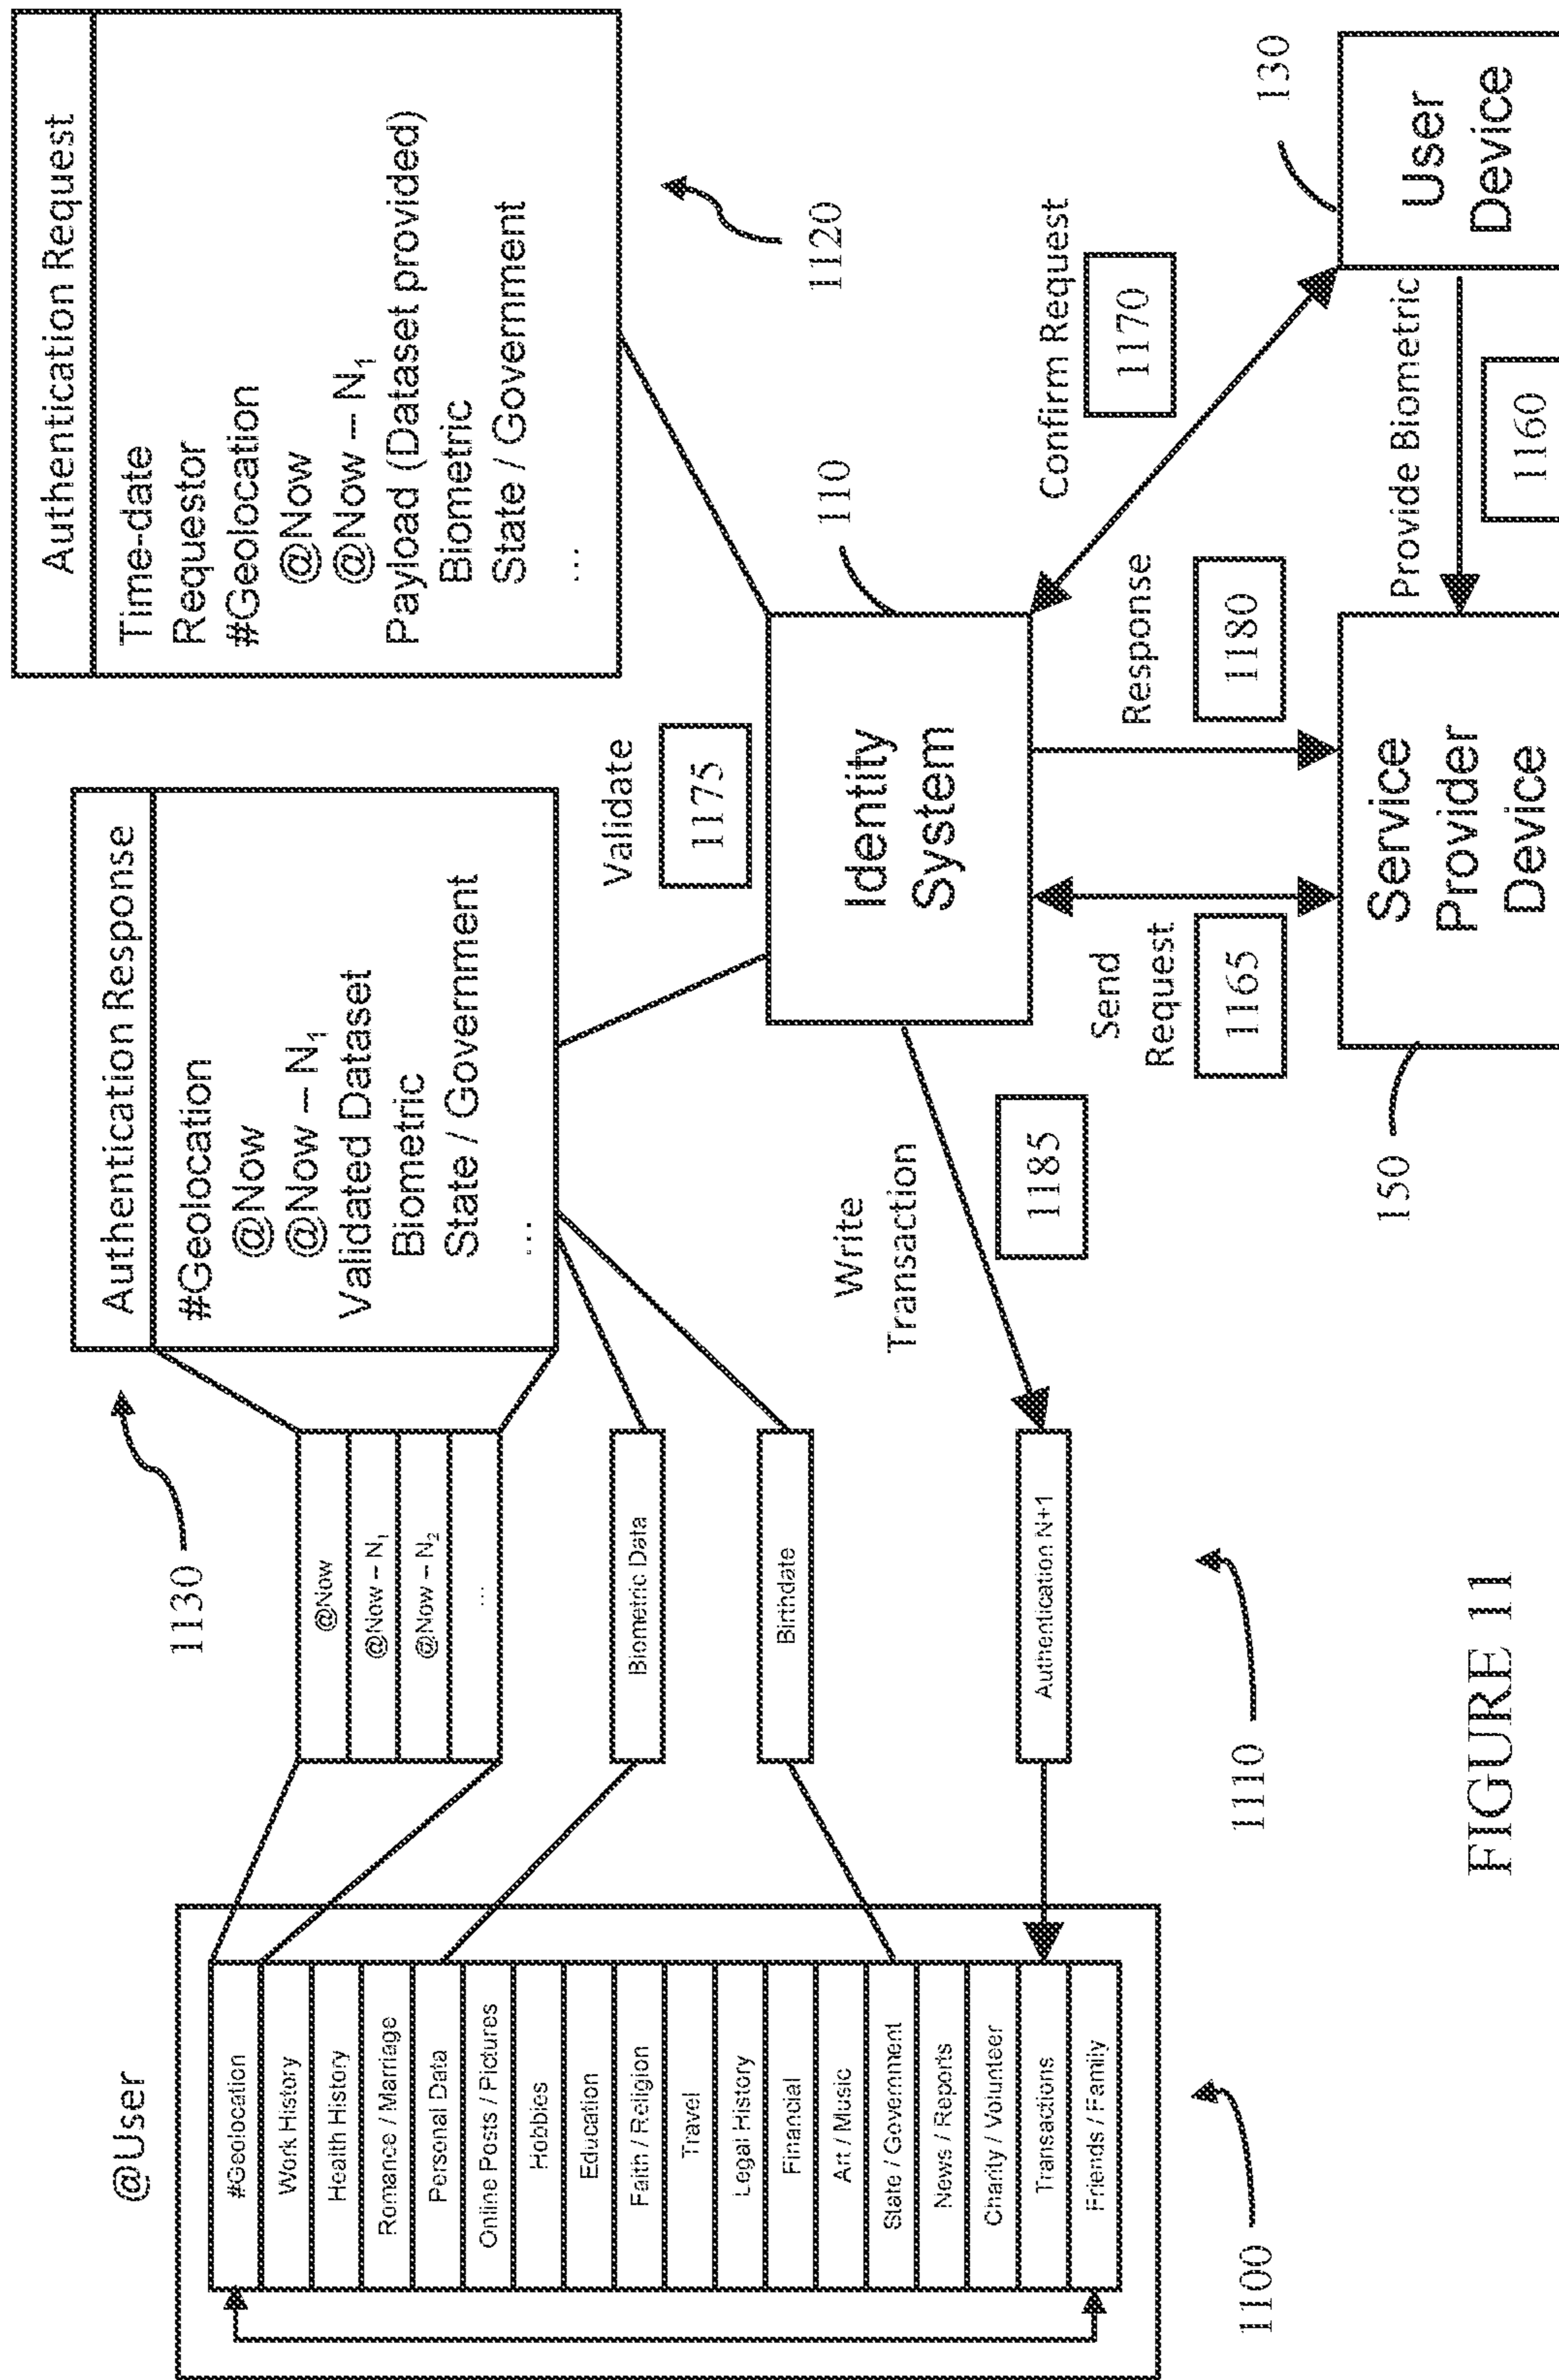 @User
#Geolocation
Work History
Health History
Romance / Marriage
Personal Data
Online Posts / Pictures
Hobbies
Education
Faith / Religion
Travel
Legal History
Financial
Art / Music
State / Government
News / Reports
Charity / Volunteer
Transactions
Friends / Family
1100
1130
@Now
@Now – N₁
@Now – N₂
...
Biometric Data
Birthdate
Authentication N+1
1110
Authentication Response
#Geolocation
@Now
@Now – N₁
Validated Dataset
Biometric
State / Government
...
Write
Transaction
1185
Validate
1175
Authentication Request
Time-date
Requestor
#Geolocation
@Now
@Now – N₁
Payload (Dataset provided)
Biometric
State / Government
...
1120
110
Identity
System
Send
Request
1165
Response
1180
Confirm Request
1170
130
User
Device
Provide Biometric
1160
Service
Provider
Device
150
FIGURE 11